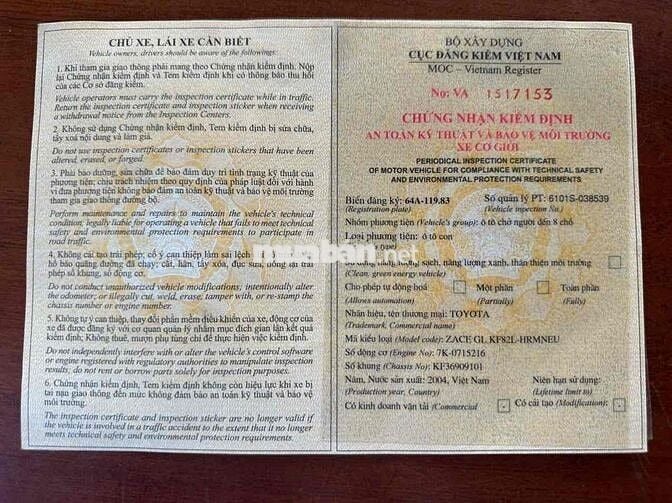 CHỦ XE, LÁI XE CẦN BIẾT
Vehicle owners, drivers should be aware of the followings:
1. Khi tham gia giao thông phải mang theo Chứng nhận kiểm định. Nộp
lại Chứng nhận kiểm định và Tem kiểm định khi có thông báo thu hồi
của các Cơ sở đăng kiểm.
Vehicle operators must carry the inspection certificate while in traffic.
Return the inspection certificate and inspection sticker when receiving
a withdrawal notice from the Inspection Centers.
2. Không sử dụng Chứng nhận kiểm định, Tem kiểm định bị sửa chữa,
tẩy xoá nội dung và làm giả.
Do not use inspection certificates or inspection stickers that have been
altered, erased, or forged.
3. Phải bảo dưỡng, sửa chữa để bảo đảm duy trì tình trạng kỹ thuật của
phương tiện; chịu trách nhiệm theo quy định của pháp luật đối với hành
vi đưa phương tiện không bảo đảm an toàn kỹ thuật và bảo vệ môi trường
tham gia giao thông đường bộ.
Perform maintenance and repairs to maintain the vehicle's technical
condition, legally liable for operating a vehicle that fails to meet technical
safety and environmental protection requirements to participate in
road traffic.
4. Không cải tạo trái phép; cố ý can thiệp làm sai lệch
hồ báo quãng đường đã chạy; cắt, hàn, tẩy xóa, đục sửa, đóng lại trái
phép số khung, số động cơ.
Do not conduct unauthorized vehicle modifications, intentionally alter
the odometer; or illegally cut, weld, erase, tamper with, or re-stamp the
chassis number or engine number.
5. Không tự ý can thiệp, thay đổi phần mềm điều khiển của xe, động cơ của
xe đã được đăng ký với cơ quan quản lý nhằm mục đích gian lận kết quả
kiểm định; Không thuê, mượn phụ tùng chỉ để thực hiện việc kiểm định.
Do not independently interfere with or alter the vehicle's control software
or engine registered with regulatory authorities to manipulate inspection
results; do not rent or borrow parts solely for inspection purposes.
6. Chứng nhận kiểm định, Tem kiểm định không còn hiệu lực khi xe bị
tai nạn giao thông đến mức không đảm bảo an toàn kỹ thuật và bảo vệ
môi trường.
The inspection certificate and inspection sticker are no longer valid if
the vehicle is involved in a traffic accident to the extent that it no longer
meets technical safety and environmental protection requirements.
BỘ XÂY DỰNG
CỤC ĐĂNG KIỂM VIỆT NAM
MOC – Vietnam Register
No: VA 1517153
CHỨNG NHẬN KIỂM ĐỊNH
AN TOÀN KỸ THUẬT VÀ BẢO VỆ MÔI TRƯỜNG
XE CƠ GIỚI
PERIODICAL INSPECTION CERTIFICATE
OF MOTOR VEHICLE FOR COMPLIANCE WITH TECHNICAL SAFETY
AND ENVIRONMENTAL PROTECTION REQUIREMENTS
Biển đăng ký: 64A-119.83 Số quản lý PT: 6101S-038539
(Registration plate) (Vehicle inspection No.)
Nhóm phương tiện (Vehicle's group): ô tô chở người đến 8 chỗ
Loại phương tiện: ô tô con
TYPE)
sạch, năng lượng xanh, thân thiện môi trường
(Clean, green energy vehicle)
Cho phép tự động hoá Một phần Toàn phần
(Allows automation) (Partially) (Fully)
Nhãn hiệu, tên thương mại: TOYOTA
(Trademark, Commercial name)
Mã kiểu loại (Model code): ZACE GL KF82L-HRMNEU
Số động cơ (Engine No): 7K-0715216
Số khung (Chassis No): KF36909101
Năm, Nước sản xuất: 2004, Việt Nam Niên hạn sử dụng:
(Production year, Country) (Lifetime limit to)
Có kinh doanh vận tải (Commercial Có cải tạo (Modification):